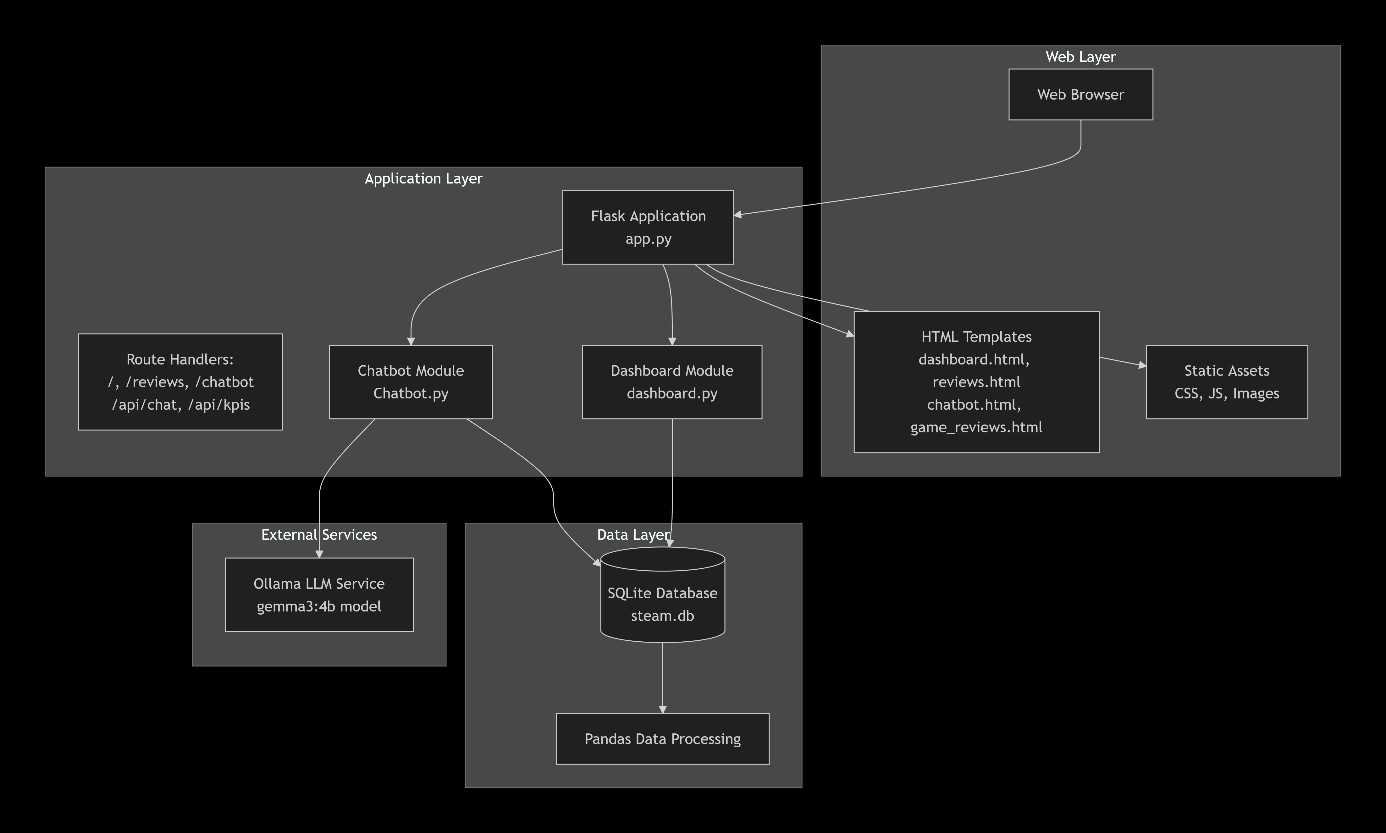 Web Layer
Web Browser
Application Layer
Flask Application
app.py
Route Handlers:
/, /reviews, /chatbot
/api/chat, /api/kpis
Chatbot Module
Chatbot.py
Dashboard Module
dashboard.py
HTML Templates
dashboard.html,
reviews.html
chatbot.html,
game_reviews.html
Static Assets
CSS, JS, Images
External Services
Ollama LLM Service
gemma3:4b model
Data Layer
SQLite Database
steam.db
Pandas Data Processing